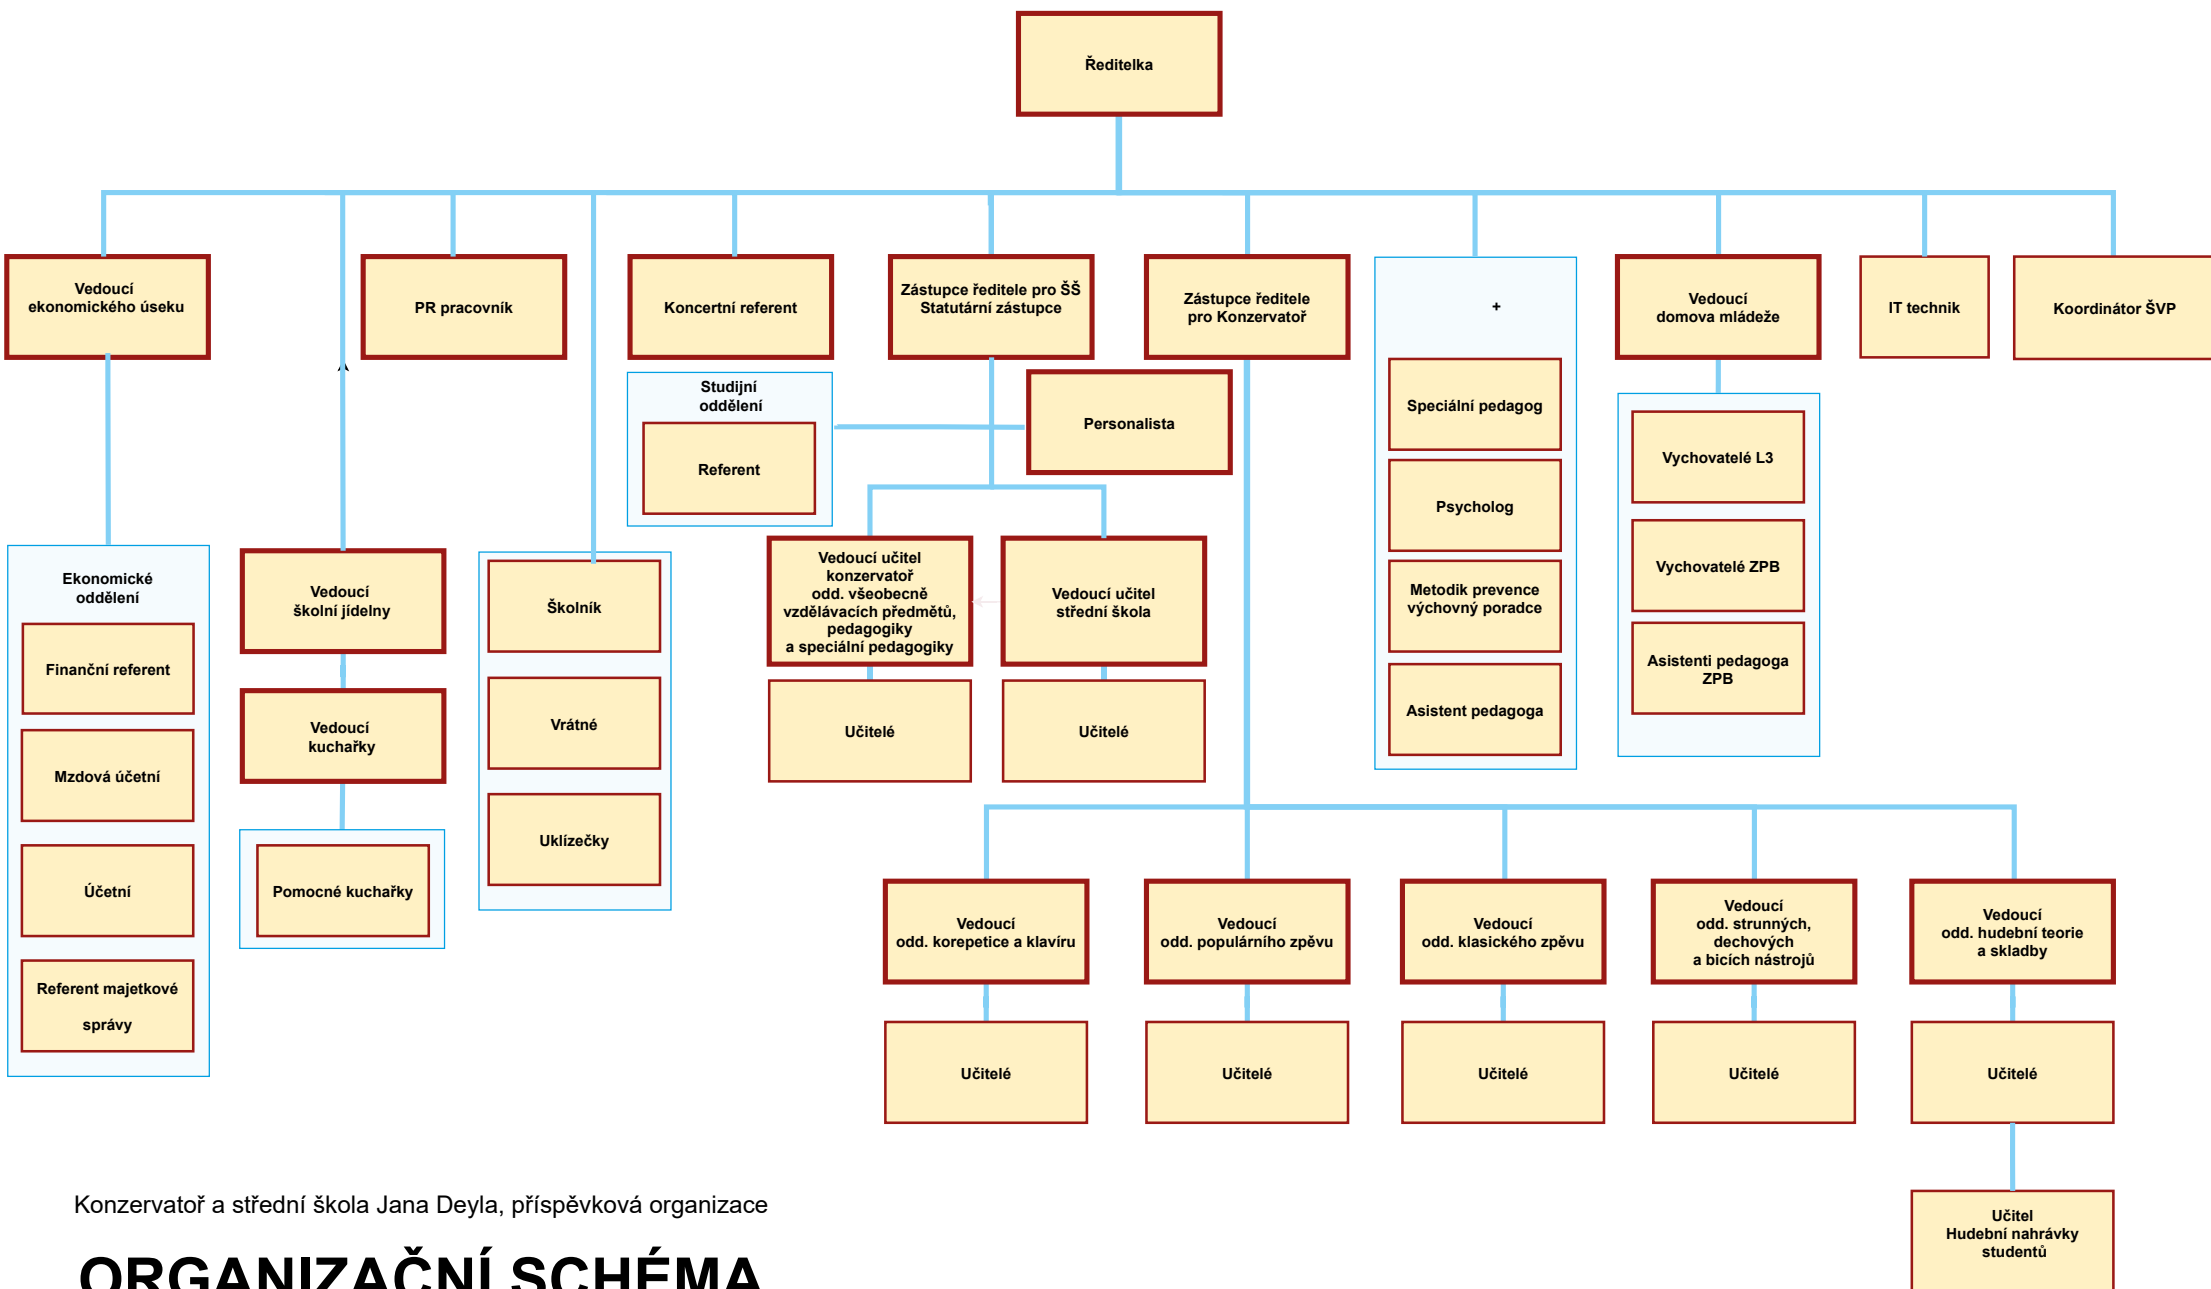 Ředitelka
Vedoucí
ekonomického úseku
PR pracovník
Koncertní referent
Zástupce ředitele pro ŠŠ
Statutární zástupce
Zástupce ředitele
pro Konzervatoř
+
Vedoucí
domova mládeže
IT technik
Koordinátor ŠVP
Studijní
oddělení
Referent
Personalista
Speciální pedagog
Psycholog
Metodik prevence
výchovný poradce
Asistent pedagoga
Vychovatelé L3
Vychovatelé ZPB
Asistenti pedagoga
ZPB
Ekonomické
oddělení
Finanční referent
Mzdová účetní
Účetní
Referent majetkové
správy
Vedoucí
školní jídelny
Vedoucí
kuchařky
Pomocné kuchařky
Školník
Vrátné
Uklízečky
Vedoucí učitel
konzervatoř
odd. všeobecně
vzdělávacích předmětů,
pedagogiky
a speciální pedagogiky
Učitelé
Vedoucí učitel
střední škola
Učitelé
Vedoucí
odd. korepetice a klavíru
Vedoucí
odd. populárního zpěvu
Vedoucí
odd. klasického zpěvu
Vedoucí
odd. strunných,
dechových
a bicích nástrojů
Vedoucí
odd. hudební teorie
a skladby
Učitelé
Učitelé
Učitelé
Učitelé
Učitelé
Učitel
Hudební nahrávky
studentů
Konzervatoř a střední škola Jana Deyla, příspěvková organizace
ORGANIZAČNÍ SCHÉMA